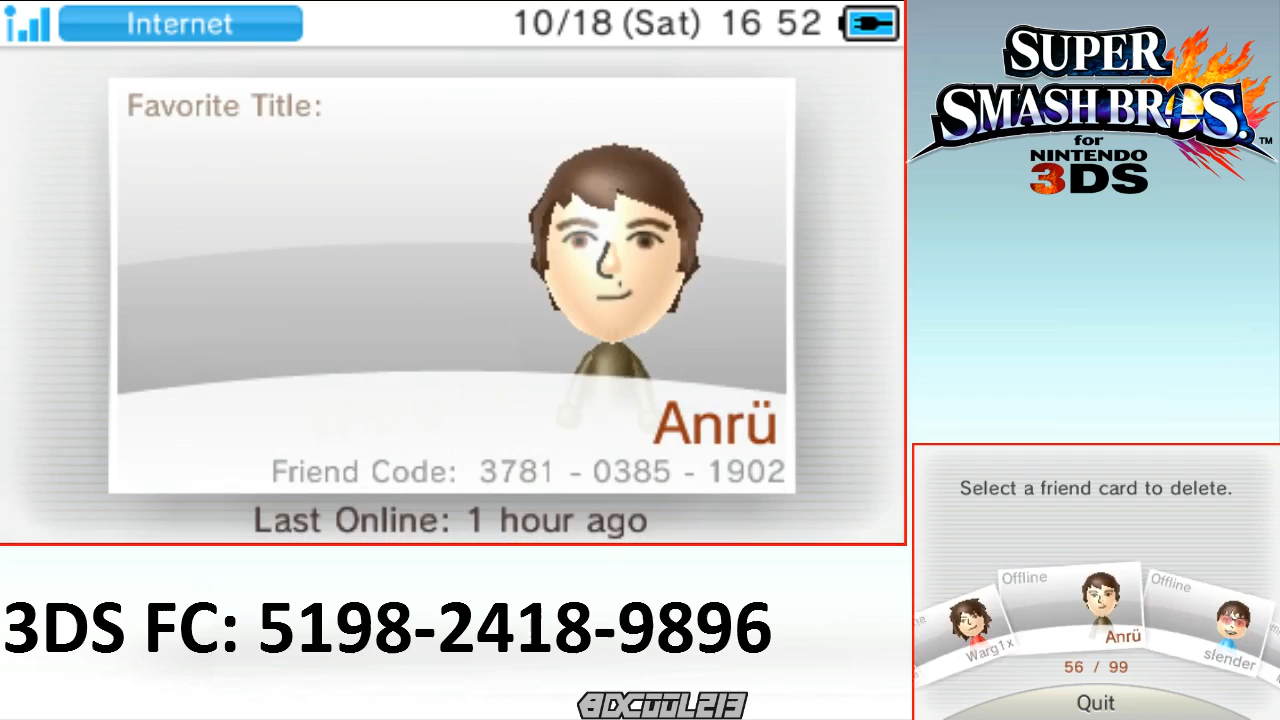 Internet
10/18 (Sat) 16 52
Favorite Title:
Anrü
Friend Code: 3781 - 0385 - 1902
Last Online: 1 hour ago
SUPER
SMASH BROS.™
for
NINTENDO
3DS
Select a friend card to delete.
Offline
Offline
Warg1x
Anrü
slender
56 / 99
Quit
3DS FC: 5198-2418-9896
BDCOOL213